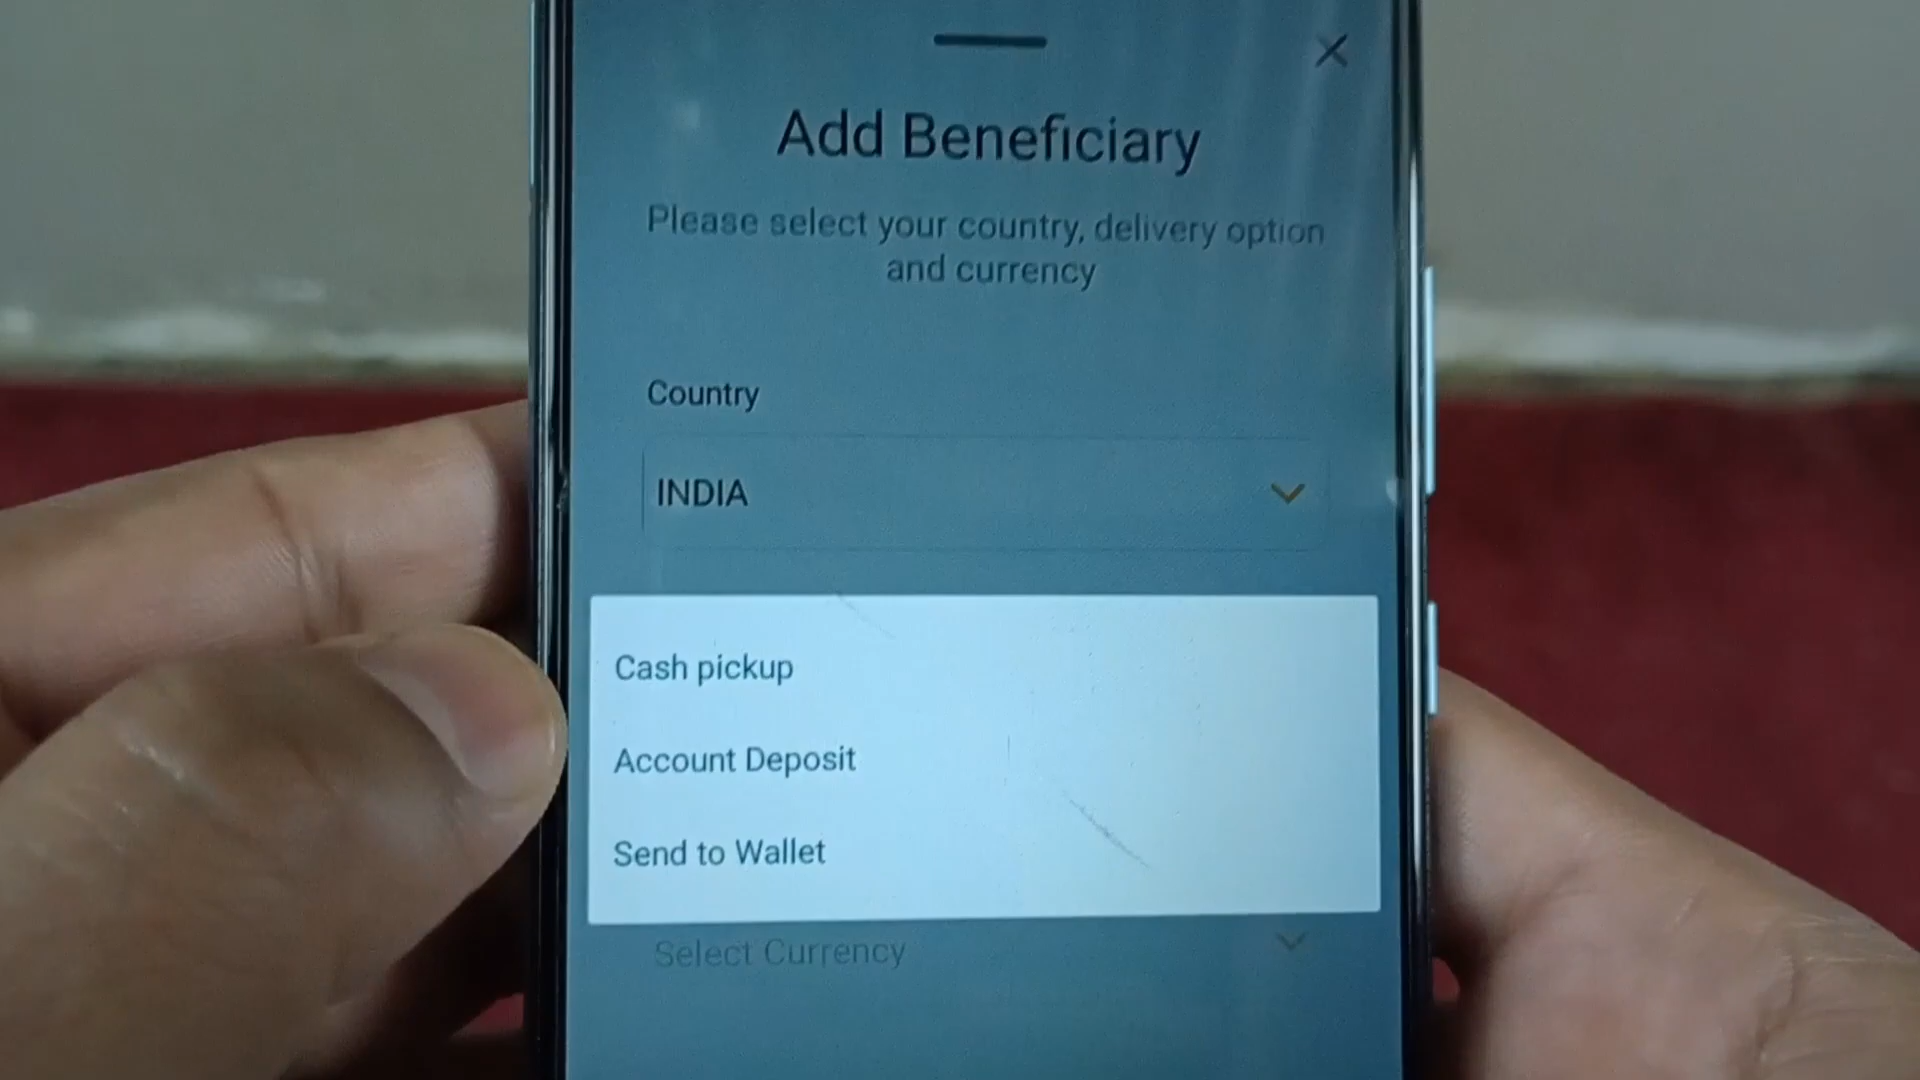 Add Beneficiary
Please select your country, delivery option
and currency
Country
INDIA
Cash pickup
Account Deposit
Send to Wallet
Select Currency